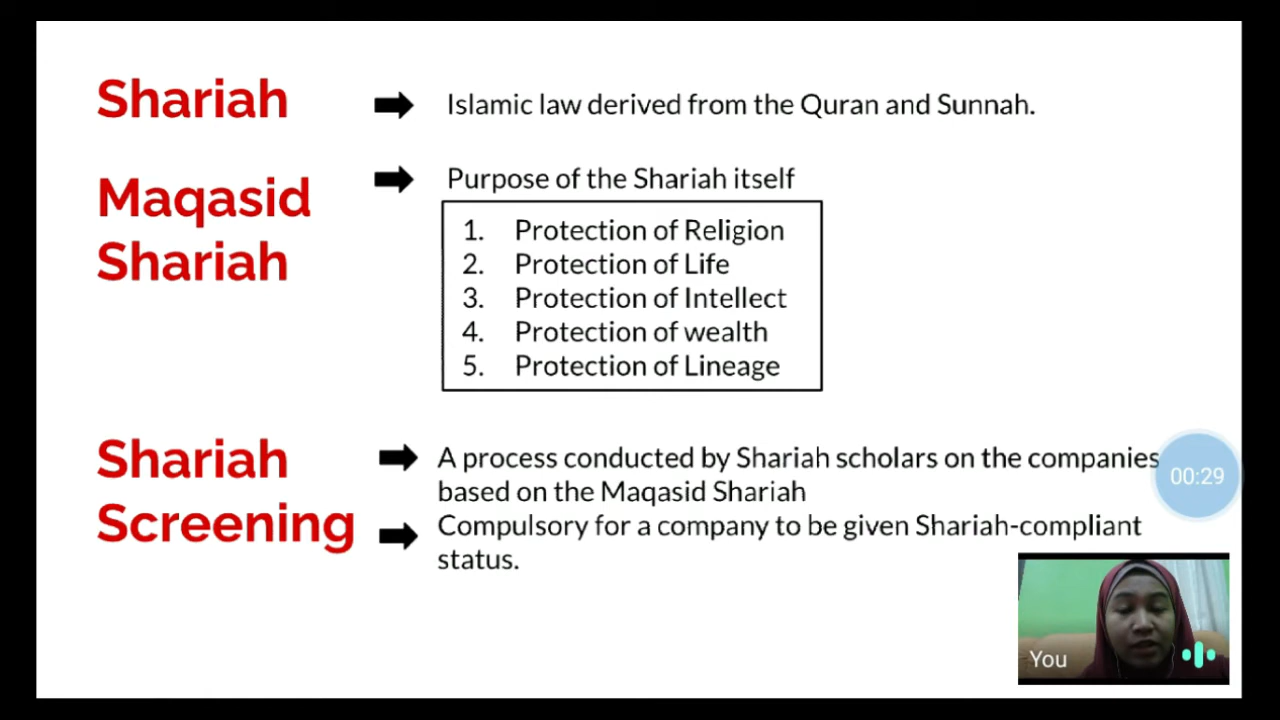 Shariah
Islamic law derived from the Quran and Sunnah.
Maqasid
Shariah
Purpose of the Shariah itself
1. Protection of Religion
2. Protection of Life
3. Protection of Intellect
4. Protection of wealth
5. Protection of Lineage
Shariah
Screening
A process conducted by Shariah scholars on the companies
based on the Maqasid Shariah
Compulsory for a company to be given Shariah-compliant
status.
00:29
You